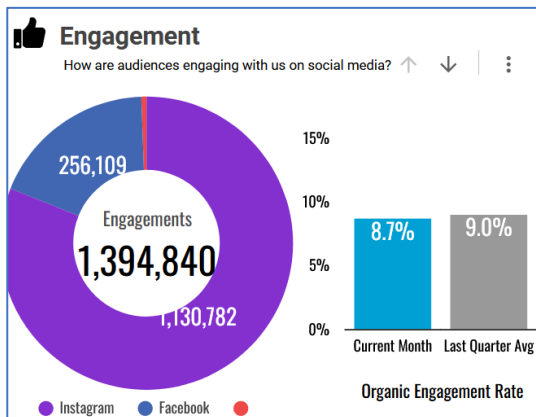 Engagement
How are audiences engaging with us on social media?
256,109
Engagements
1,394,840
1,130,782
Instagram Facebook
15%
10%
5%
0%
8.7%
9.0%
Current Month Last Quarter Avg
Organic Engagement Rate